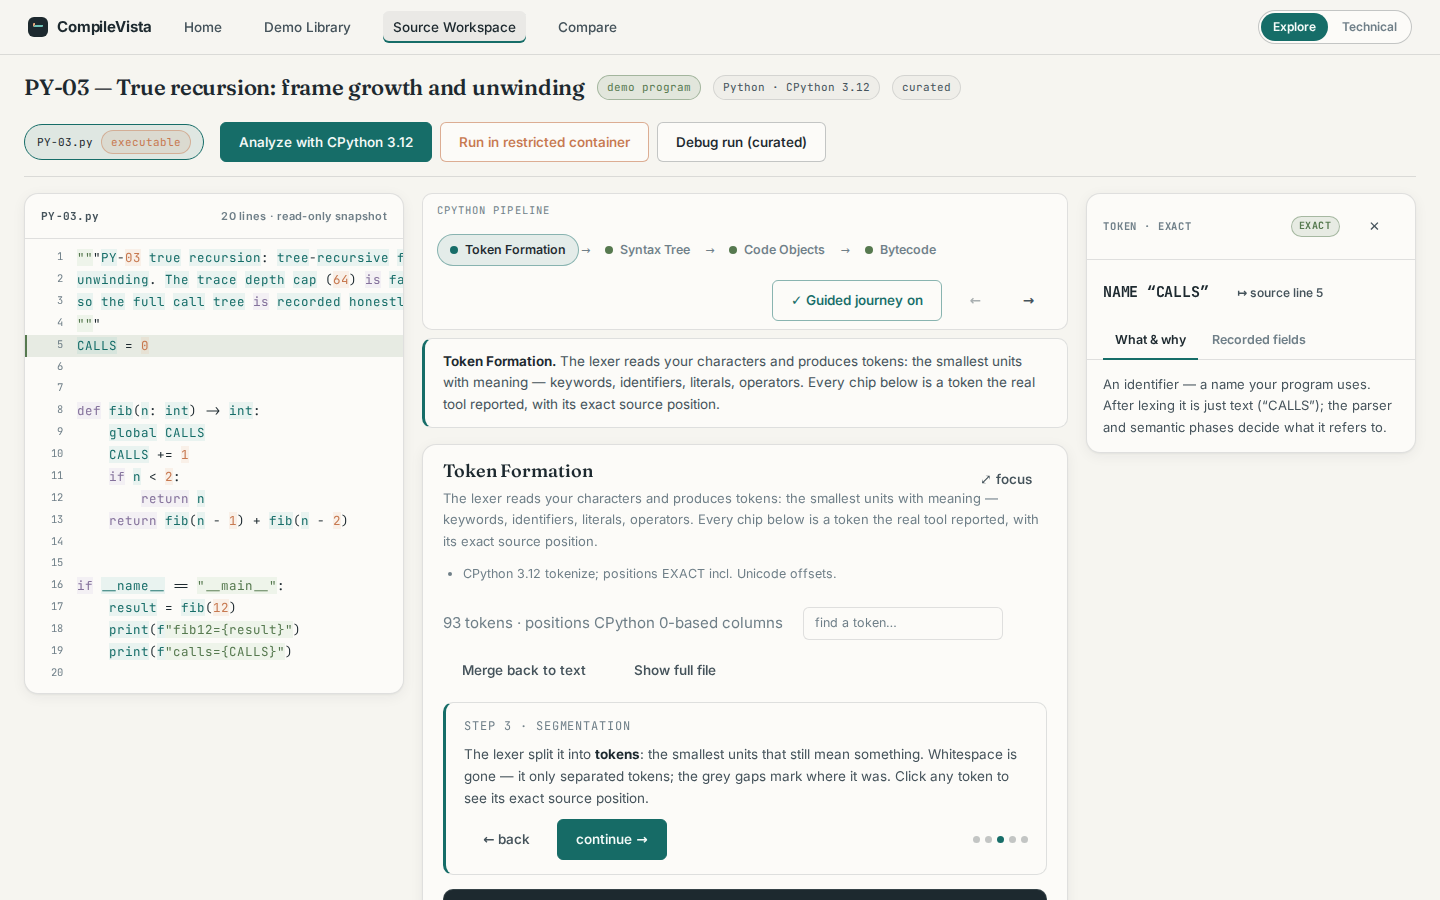 CompileVista
Home
Demo Library
Source Workspace
Compare
Explore
Technical
PY-03 — True recursion: frame growth and unwinding
demo program
Python · CPython 3.12
curated
PY-03.py
executable
Analyze with CPython 3.12
Run in restricted container
Debug run (curated)
PY-03.py
20 lines · read-only snapshot
1 """PY-03 true recursion: tree-recursive f
2 unwinding. The trace depth cap (64) is fa
3 so the full call tree is recorded honestl
4 """
5 CALLS = 0
6
7
8 def fib(n: int) -> int:
9 global CALLS
10 CALLS += 1
11 if n < 2:
12 return n
13 return fib(n - 1) + fib(n - 2)
14
15
16 if __name__ == "__main__":
17 result = fib(12)
18 print(f"fib12={result}")
19 print(f"calls={CALLS}")
20
CPYTHON PIPELINE
Token Formation → Syntax Tree → Code Objects → Bytecode
✓ Guided journey on
←
→
Token Formation. The lexer reads your characters and produces tokens: the smallest units
with meaning — keywords, identifiers, literals, operators. Every chip below is a token the real
tool reported, with its exact source position.
Token Formation
⤢ focus
The lexer reads your characters and produces tokens: the smallest units with meaning —
keywords, identifiers, literals, operators. Every chip below is a token the real tool reported, with
its exact source position.
• CPython 3.12 tokenize; positions EXACT incl. Unicode offsets.
93 tokens · positions CPython 0-based columns
find a token…
Merge back to text
Show full file
STEP 3 · SEGMENTATION
The lexer split it into tokens: the smallest units that still mean something. Whitespace is
gone — it only separated tokens; the grey gaps mark where it was. Click any token to
see its exact source position.
← back
continue →
TOKEN · EXACT
EXACT
✕
NAME “CALLS”
↦ source line 5
What & why
Recorded fields
An identifier — a name your program uses.
After lexing it is just text (“CALLS”); the parser
and semantic phases decide what it refers to.